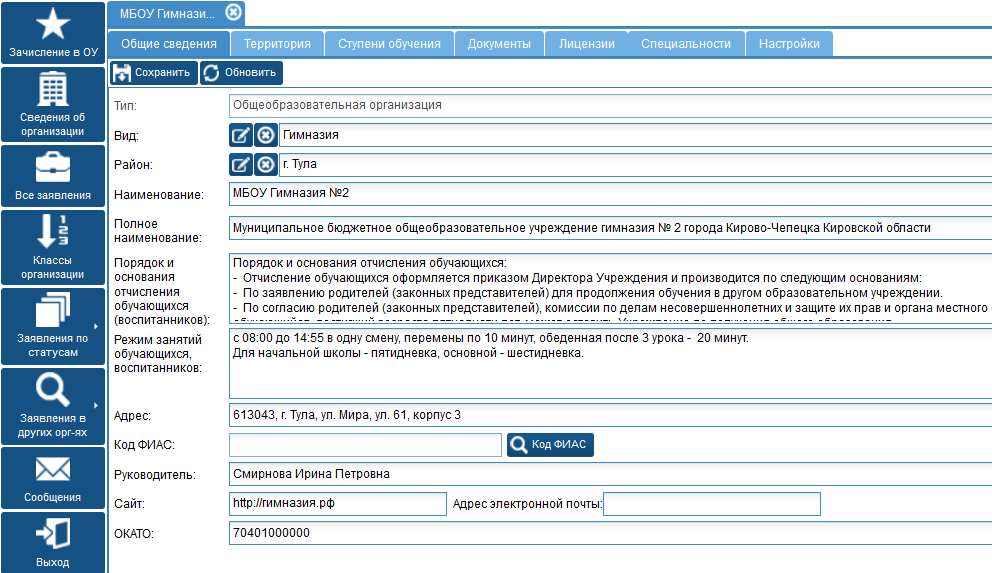 МБОУ Гимнази...
Зачисление в ОУ
Сведения об
организации
Все заявления
1
2
3
Классы
организации
Заявления по
статусам
Заявления в
других орг-ях
Сообщения
Выход
Общие сведения Территория Ступени обучения Документы Лицензии Специальности Настройки
Сохранить Обновить
Тип: Общеобразовательная организация
Вид: Гимназия
Район: г. Тула
Наименование: МБОУ Гимназия №2
Полное
наименование: Муниципальное бюджетное общеобразовательное учреждение гимназия № 2 города Кирово-Чепецка Кировской области
Порядок и
основания
отчисления
обучающихся
(воспитанников):
Порядок и основания отчисления обучающихся:
- Отчисление обучающихся оформляется приказом Директора Учреждения и производится по следующим основаниям:
- По заявлению родителей (законных представителей) для продолжения обучения в другом образовательном учреждении.
- По согласию родителей (законных представителей), комиссии по делам несовершеннолетних и защите их прав и органа местного
Режим занятий
обучающихся,
воспитанников:
с 08:00 до 14:55 в одну смену, перемены по 10 минут, обеденная после 3 урока - 20 минут.
Для начальной школы - пятидневка, основной - шестидневка.
Адрес: 613043, г. Тула, ул. Мира, ул. 61, корпус 3
Код ФИАС: Код ФИАС
Руководитель: Смирнова Ирина Петровна
Сайт: http://гимназия.рф Адрес электронной почты:
ОКАТО: 70401000000